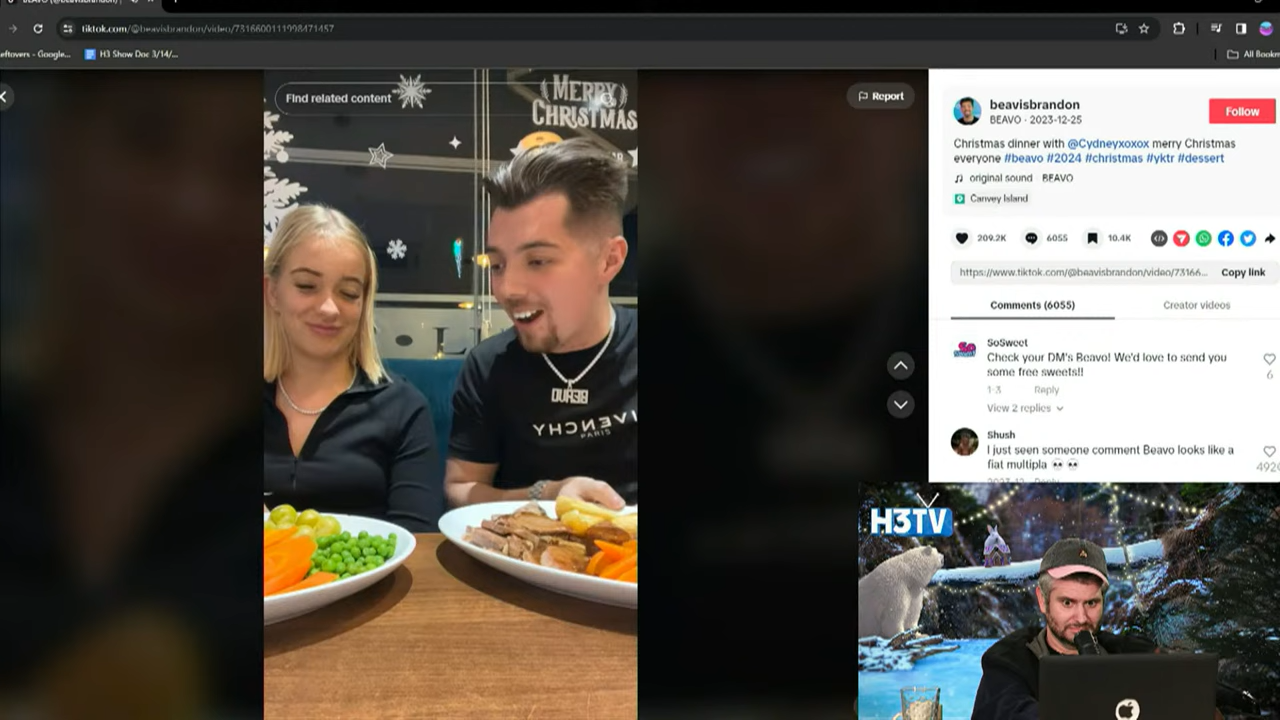 BEAVO (@beavisbrandon)
tiktok.com/@beavisbrandon/video/7316600111998471457
eftovers - Google...
H3 Show Doc 3/14/...
All Bookm
Find related content
MERRY
CHRISTMAS
Report
beavisbrandon
BEAVO · 2023-12-25
Follow
Christmas dinner with @Cydneyxoxox merry Christmas
everyone #beavo #2024 #christmas #yktr #dessert
original sound   BEAVO
Canvey Island
209.2K
6055
10.4K
https://www.tiktok.com/@beavisbrandon/video/73166...
Copy link
Comments (6055)
Creator videos
SoSweet
Check your DM's Beavo! We'd love to send you
some free sweets!!
1-3
Reply
6
View 2 replies
Shush
I just seen someone comment Beavo looks like a
fiat multipla 💀 💀
4920
IVENCHY
PARIS
H3TV